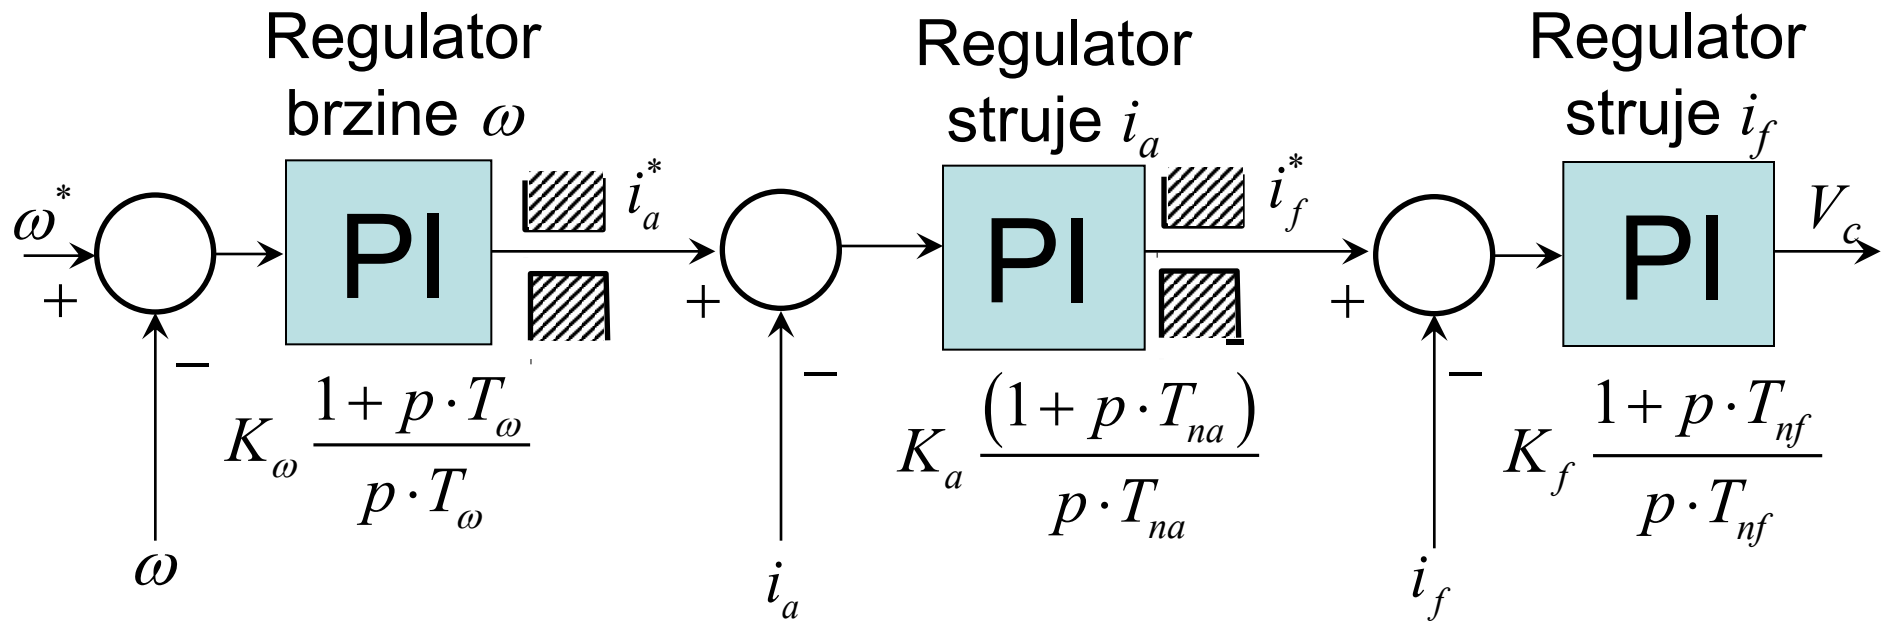 Regulator
brzine ω
Regulator
struje i_a
Regulator
struje i_f
ω*
+
−
PI
i_a*
+
−
PI
i_f*
+
−
PI
V_c
K_ω (1 + p · T_ω) / (p · T_ω)
K_a (1 + p · T_na) / (p · T_na)
K_f (1 + p · T_nf) / (p · T_nf)
ω
i_a
i_f